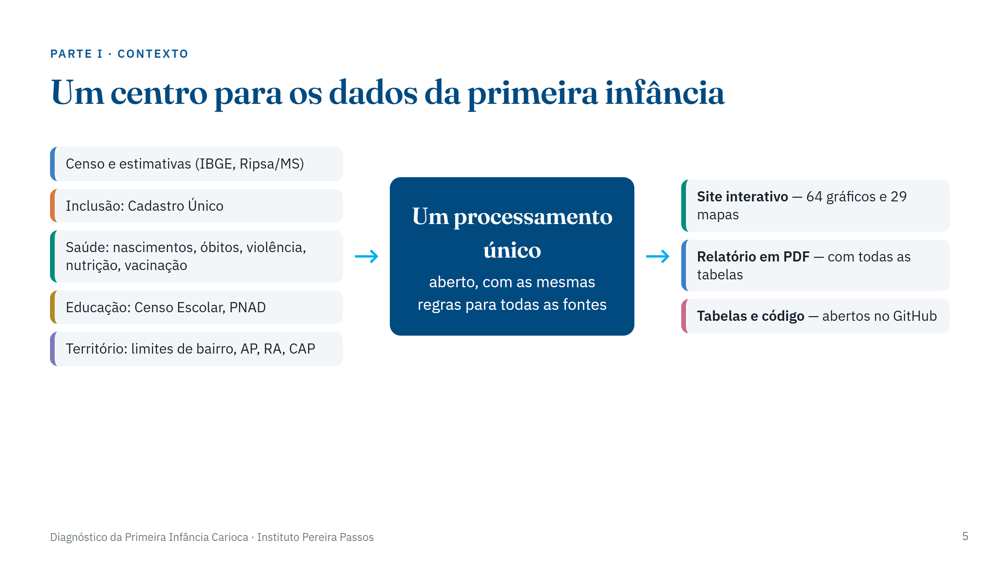 PARTE I · CONTEXTO
Um centro para os dados da primeira infância
Censo e estimativas (IBGE, Ripsa/MS)
Inclusão: Cadastro Único
Saúde: nascimentos, óbitos, violência,
nutrição, vacinação
Educação: Censo Escolar, PNAD
Território: limites de bairro, AP, RA, CAP
→
Um processamento
único
aberto, com as mesmas
regras para todas as fontes
→
Site interativo — 64 gráficos e 29
mapas
Relatório em PDF — com todas as
tabelas
Tabelas e código — abertos no GitHub
Diagnóstico da Primeira Infância Carioca · Instituto Pereira Passos
5